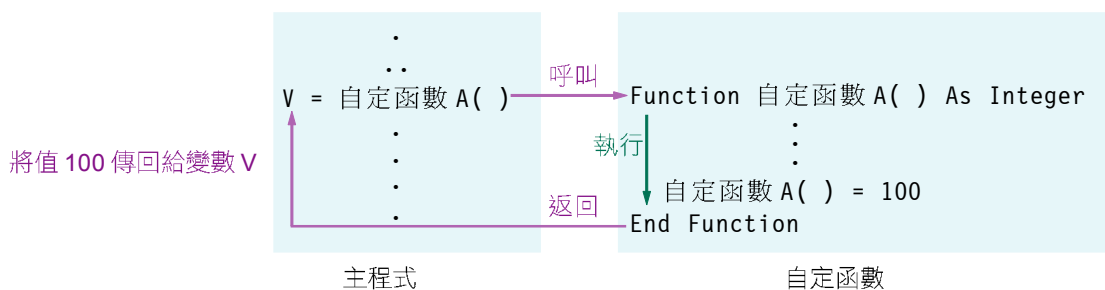 將值 100 傳回給變數 V
V = 自定函數 A( )
呼叫
Function 自定函數 A( ) As Integer
執行
自定函數 A( ) = 100
返回
End Function
主程式
自定函數